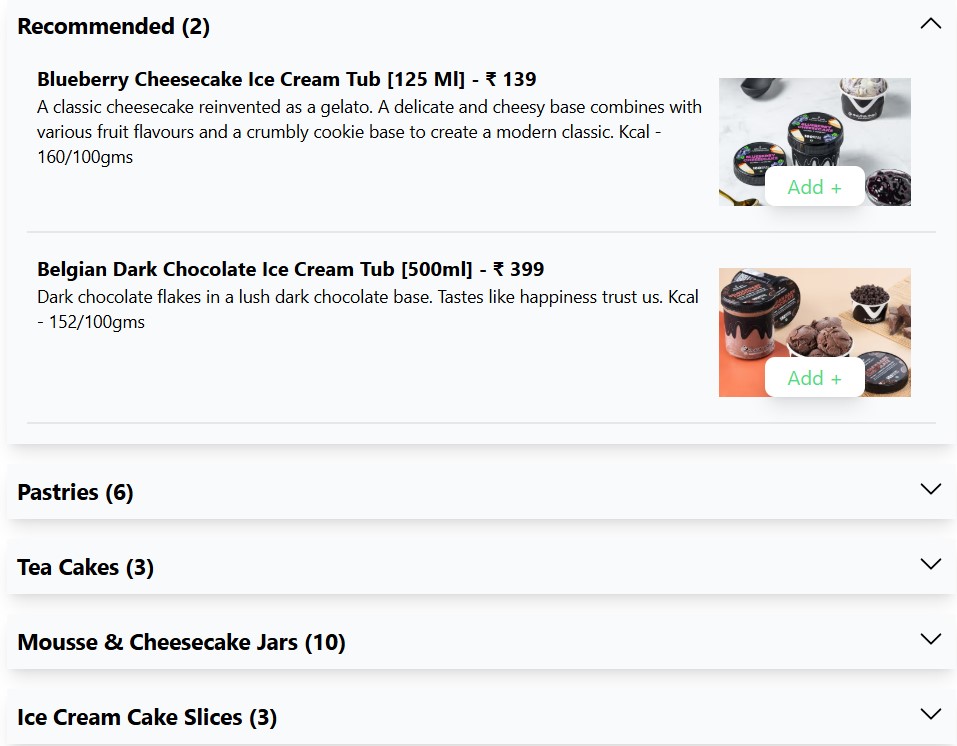 Recommended (2)
Blueberry Cheesecake Ice Cream Tub [125 Ml] - ₹ 139
A classic cheesecake reinvented as a gelato. A delicate and cheesy base combines with
various fruit flavours and a crumbly cookie base to create a modern classic. Kcal -
160/100gms
Add +
Belgian Dark Chocolate Ice Cream Tub [500ml] - ₹ 399
Dark chocolate flakes in a lush dark chocolate base. Tastes like happiness trust us. Kcal
- 152/100gms
Add +
Pastries (6)
Tea Cakes (3)
Mousse & Cheesecake Jars (10)
Ice Cream Cake Slices (3)